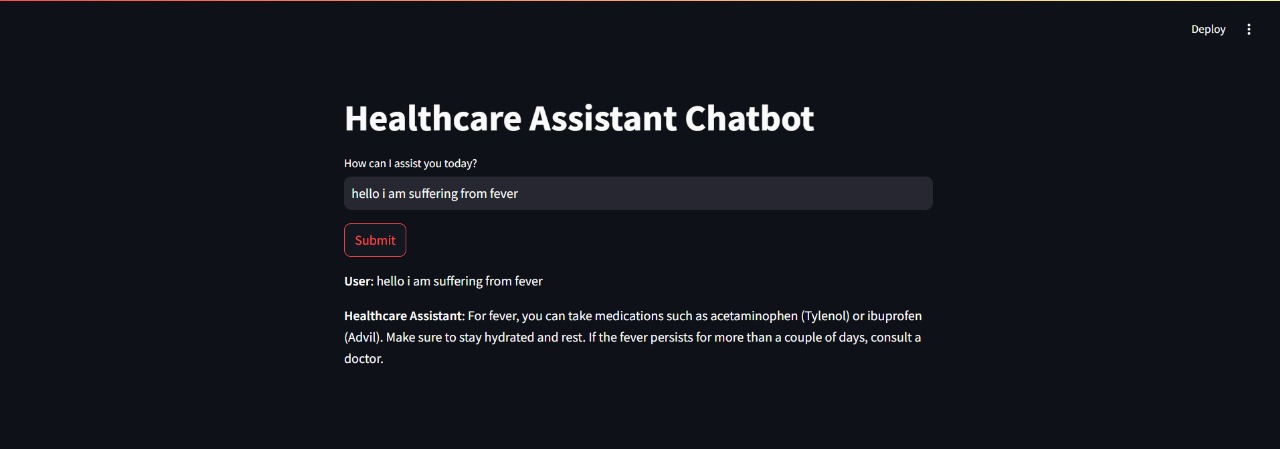 Deploy
Healthcare Assistant Chatbot
How can I assist you today?
hello i am suffering from fever
Submit
User: hello i am suffering from fever
Healthcare Assistant: For fever, you can take medications such as acetaminophen (Tylenol) or ibuprofen
(Advil). Make sure to stay hydrated and rest. If the fever persists for more than a couple of days, consult a
doctor.